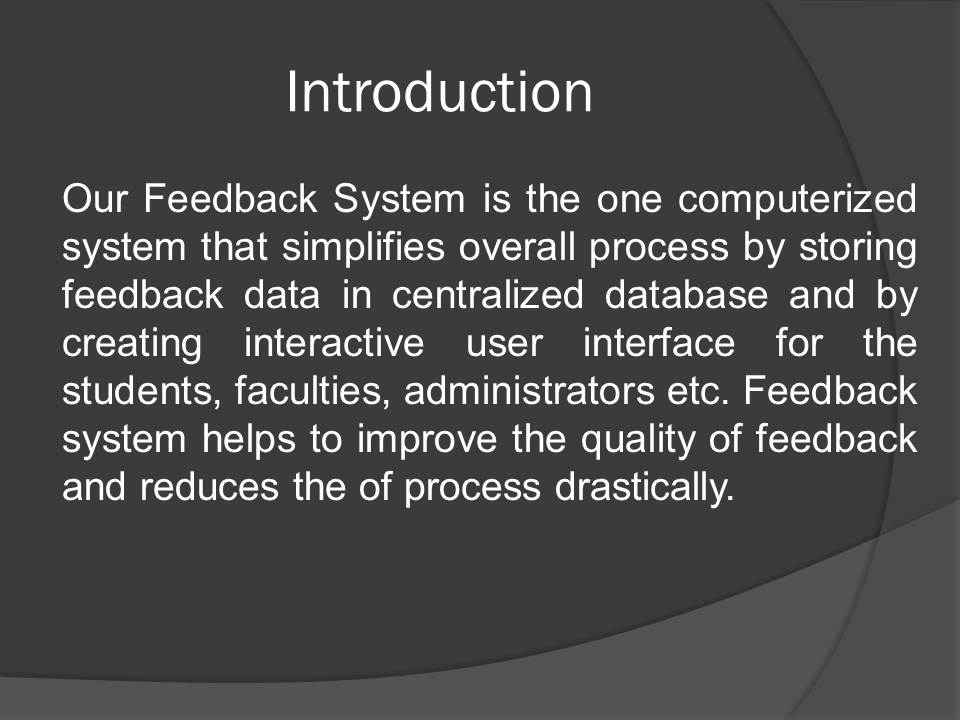 Introduction
Our Feedback System is the one computerized
system that simplifies overall process by storing
feedback data in centralized database and by
creating interactive user interface for the
students, faculties, administrators etc. Feedback
system helps to improve the quality of feedback
and reduces the of process drastically.